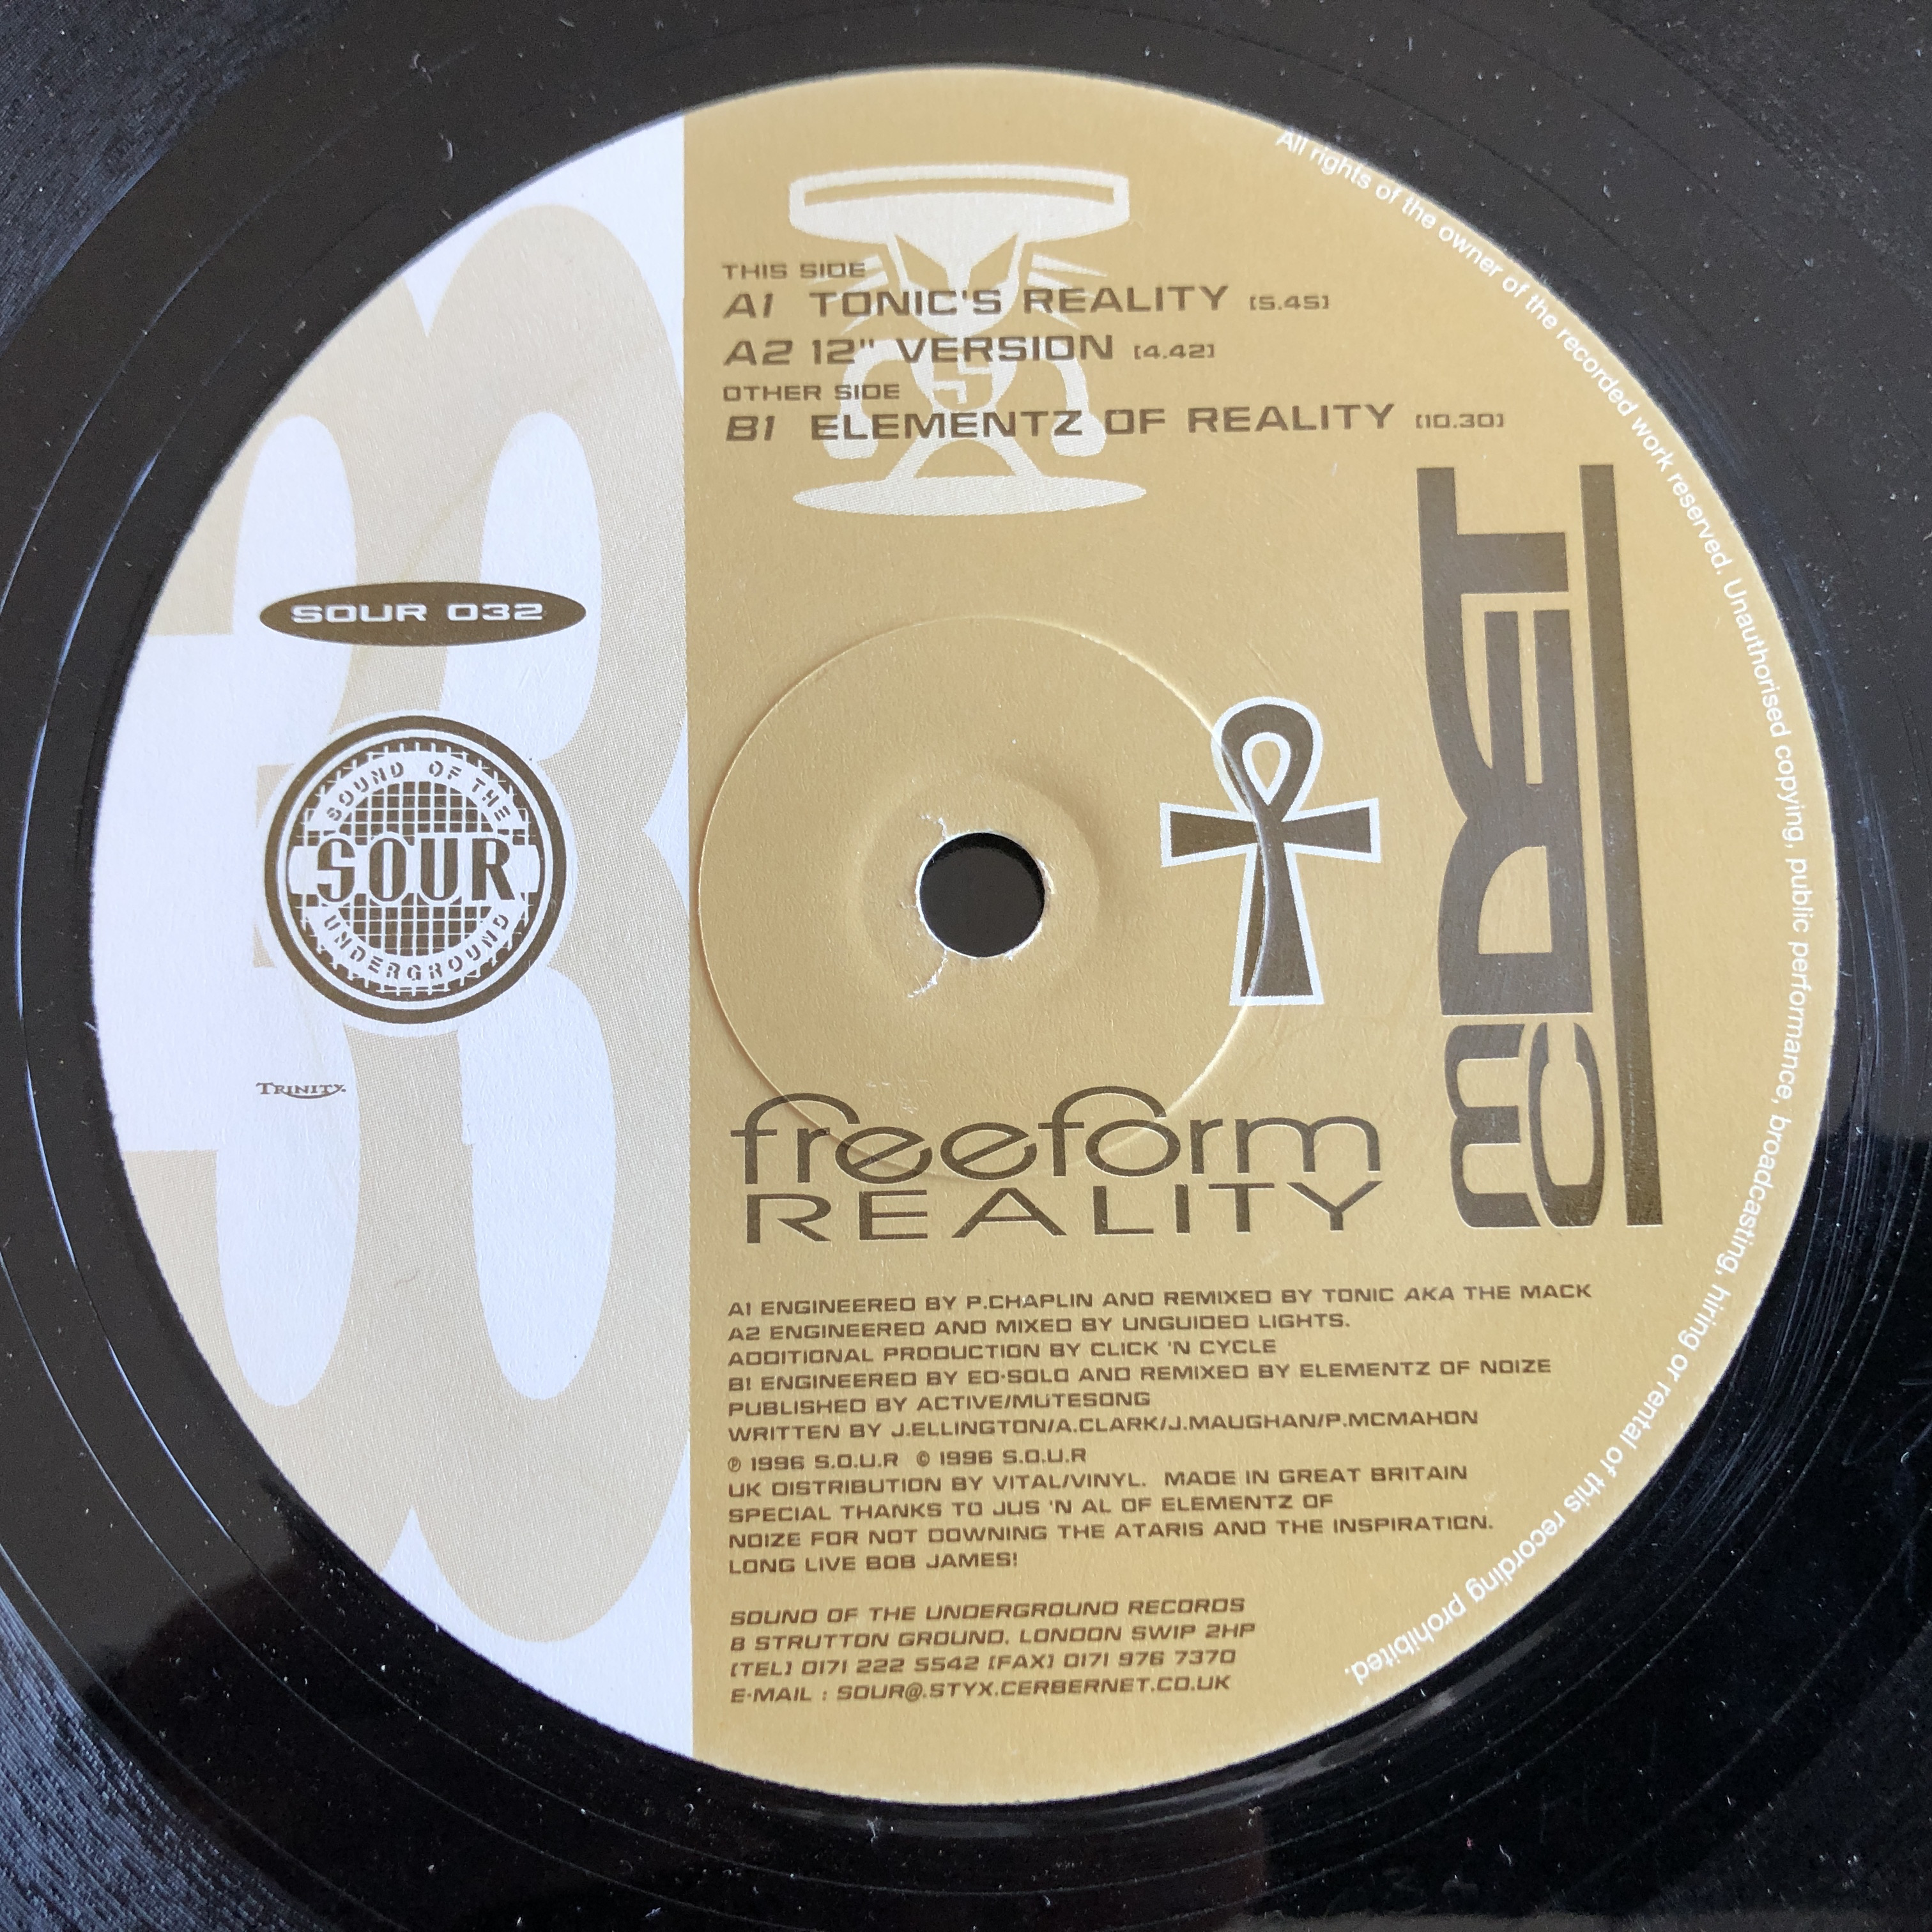 THIS SIDE
A1 TONIC'S REALITY [5.45]
A2 12" VERSION [4.42]
OTHER SIDE
B1 ELEMENTZ OF REALITY [10.30]
33
SOUR 032
SOUND OF THE
SOUR
UNDERGROUND
TRINITY
MC DET
freeform
REALITY
A1 ENGINEERED BY P.CHAPLIN AND REMIXED BY TONIC AKA THE MACK
A2 ENGINEERED AND MIXED BY UNGUIDED LIGHTS.
ADDITIONAL PRODUCTION BY CLICK 'N CYCLE
B1 ENGINEERED BY ED·SOLO AND REMIXED BY ELEMENTZ OF NOIZE
PUBLISHED BY ACTIVE/MUTESONG
WRITTEN BY J.ELLINGTON/A.CLARK/J.MAUGHAN/P.MCMAHON
℗ 1996 S.O.U.R © 1996 S.O.U.R
UK DISTRIBUTION BY VITAL/VINYL. MADE IN GREAT BRITAIN
SPECIAL THANKS TO JUS 'N AL OF ELEMENTZ OF
NOIZE FOR NOT DOWNING THE ATARIS AND THE INSPIRATION.
LONG LIVE BOB JAMES!
SOUND OF THE UNDERGROUND RECORDS
8 STRUTTON GROUND, LONDON SW1P 2HP
[TEL] 0171 222 5542 [FAX] 0171 976 7370
E-MAIL : SOUR@.STYX.CERBERNET.CO.UK
All rights of the owner of the recorded work reserved. Unauthorised copying, public performance, broadcasting, hiring or rental of this recording prohibited.